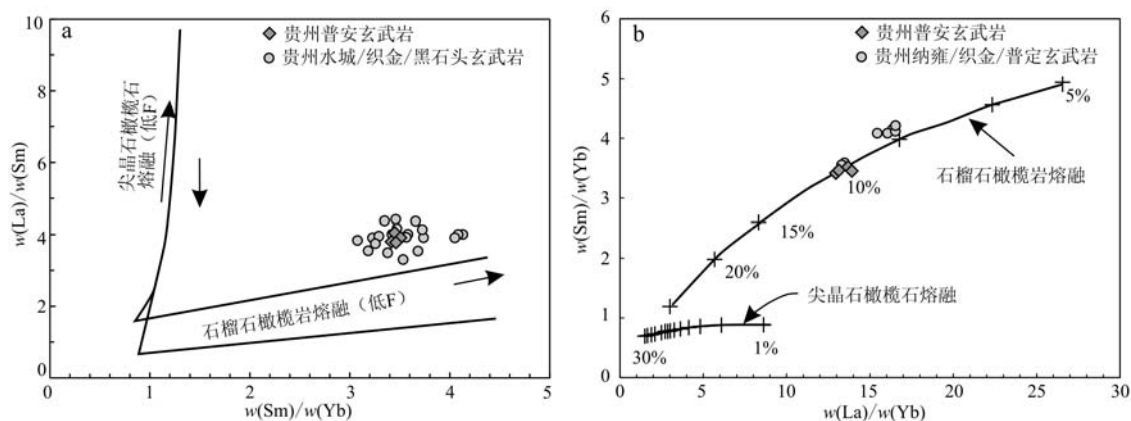 a
贵州普安玄武岩
贵州水城/织金/黑石头玄武岩
尖晶石橄榄石
熔融（低F）
石榴石橄榄岩熔融（低F）
w(La)/w(Sm)
10
8
6
4
2
0
0
1
2
3
4
5
w(Sm)/w(Yb)
b
贵州普安玄武岩
贵州纳雍/织金/普定玄武岩
5%
石榴石橄榄岩熔融
10%
15%
20%
尖晶石橄榄石熔融
1%
30%
w(Sm)/w(Yb)
6
5
4
3
2
1
0
0
5
10
15
20
25
30
w(La)/w(Yb)